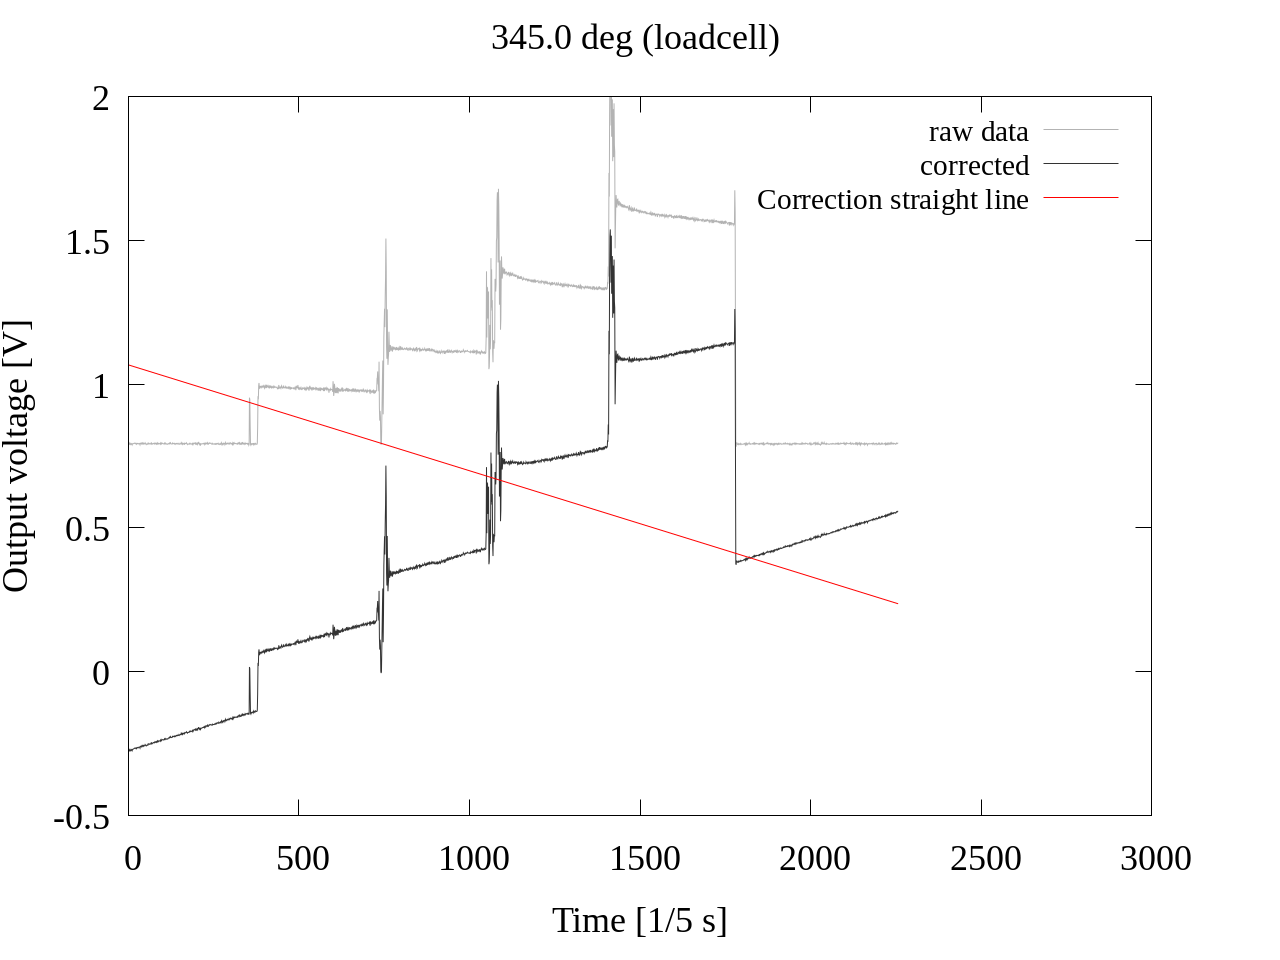 345.0 deg (loadcell)
2
1.5
1
0.5
0
-0.5
Output voltage [V]
raw data
corrected
Correction straight line
0 500 1000 1500 2000 2500 3000
Time [1/5 s]